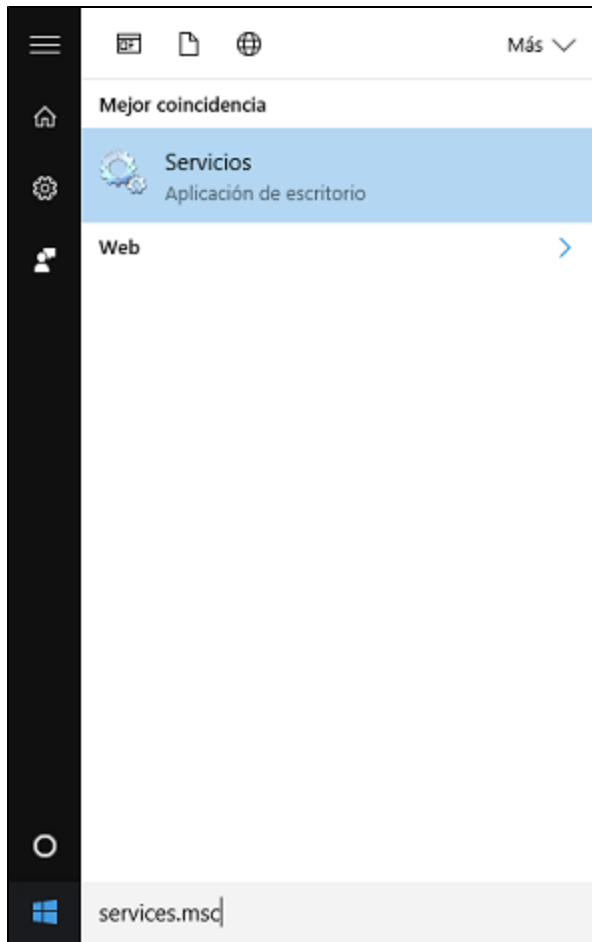 Más
Mejor coincidencia
Servicios
Aplicación de escritorio
Web
services.msc